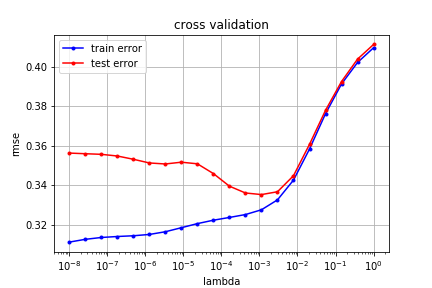 cross validation
train error
test error
rmse
0.40
0.38
0.36
0.34
0.32
10⁻⁸ 10⁻⁷ 10⁻⁶ 10⁻⁵ 10⁻⁴ 10⁻³ 10⁻² 10⁻¹ 10⁰
lambda